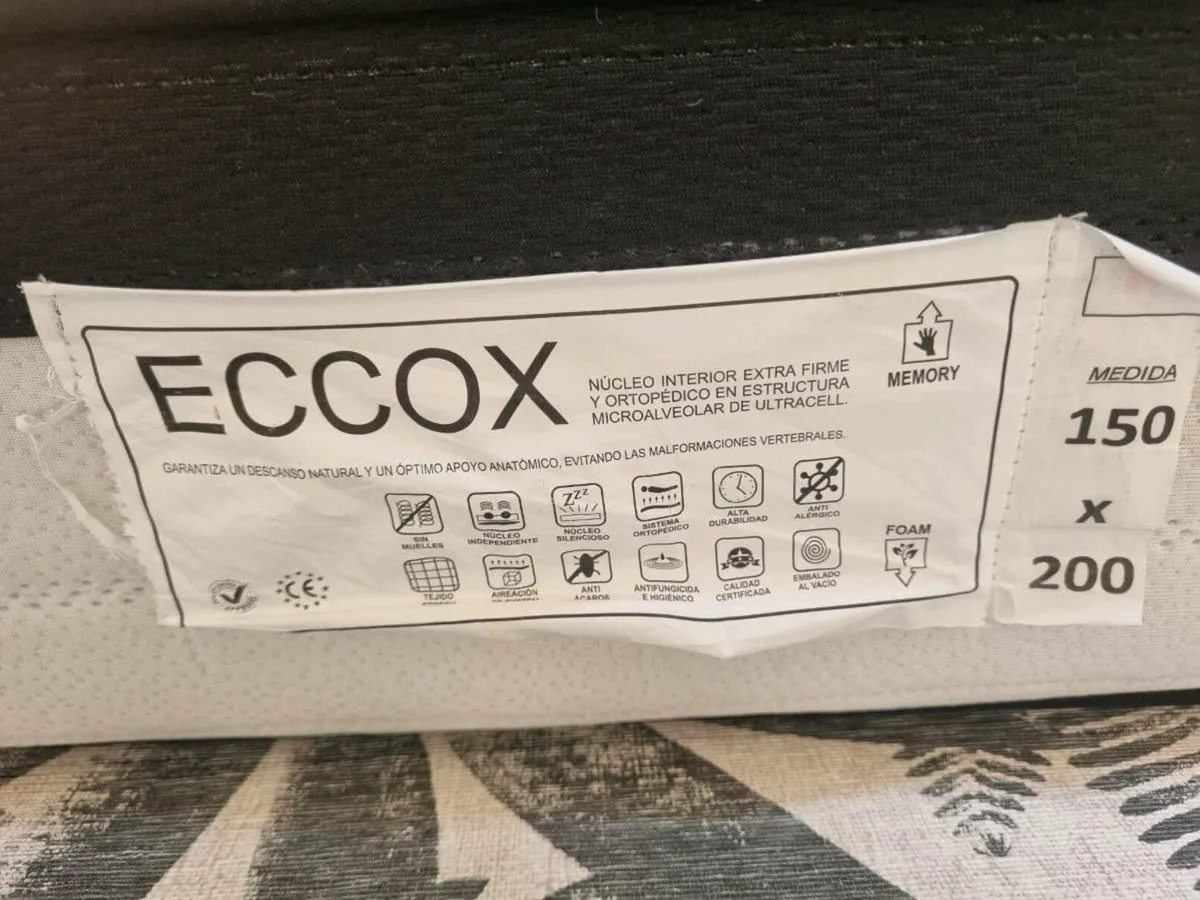 ECCOX
NÚCLEO INTERIOR EXTRA FIRME
Y ORTOPÉDICO EN ESTRUCTURA
MICROALVEOLAR DE ULTRACELL.
MEMORY
GARANTIZA UN DESCANSO NATURAL Y UN ÓPTIMO APOYO ANATÓMICO, EVITANDO LAS MALFORMACIONES VERTEBRALES.
SIN
MUELLES
NÚCLEO
INDEPENDIENTE
ZZZ
NÚCLEO
SILENCIOSO
SISTEMA
ORTOPÉDICO
ALTA
DURABILIDAD
ANTI
ALÉRGICO
TEJIDO
AIREACIÓN
ANTI
ÁCAROS
ANTIFUNGICIDA
E HIGIÉNICO
CALIDAD
CERTIFICADA
EMBALADO
AL VACÍO
CE
FOAM
MEDIDA
150
x
200